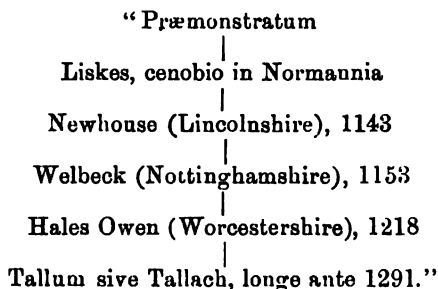 “ Præmonstratum
Liskes, cenobio in Normannia
Newhouse (Lincolnshire), 1143
Welbeck (Nottinghamshire), 1153
Hales Owen (Worcestershire), 1218
Tallum sive Tallach, longe ante 1291.”